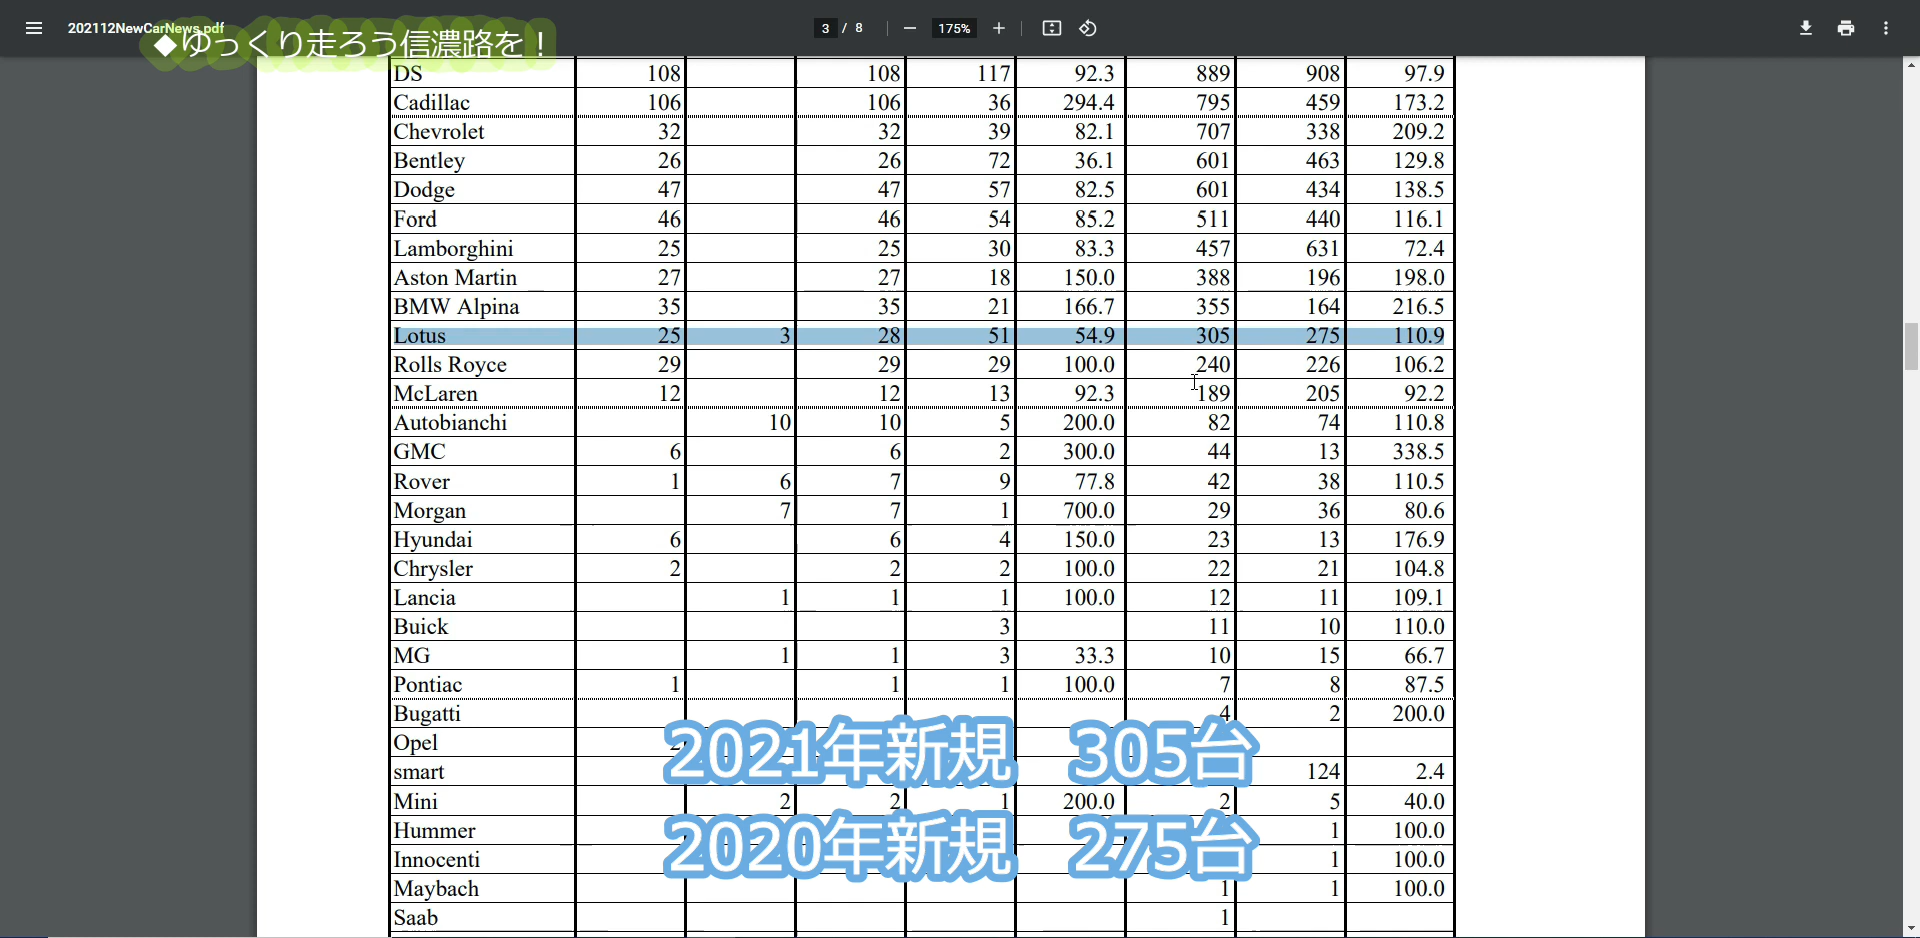 202112NewCarNews.pdf
3 / 8
175%
◆ゆっくり走ろう信濃路を！
DS 108 108 117 92.3 889 908 97.9
Cadillac 106 106 36 294.4 795 459 173.2
Chevrolet 32 32 39 82.1 707 338 209.2
Bentley 26 26 72 36.1 601 463 129.8
Dodge 47 47 57 82.5 601 434 138.5
Ford 46 46 54 85.2 511 440 116.1
Lamborghini 25 25 30 83.3 457 631 72.4
Aston Martin 27 27 18 150.0 388 196 198.0
BMW Alpina 35 35 21 166.7 355 164 216.5
Lotus 25 3 28 51 54.9 305 275 110.9
Rolls Royce 29 29 29 100.0 240 226 106.2
McLaren 12 12 13 92.3 189 205 92.2
Autobianchi 10 10 5 200.0 82 74 110.8
GMC 6 6 2 300.0 44 13 338.5
Rover 1 6 7 9 77.8 42 38 110.5
Morgan 7 7 1 700.0 29 36 80.6
Hyundai 6 6 4 150.0 23 13 176.9
Chrysler 2 2 2 100.0 22 21 104.8
Lancia 1 1 1 100.0 12 11 109.1
Buick 3 11 10 110.0
MG 1 1 3 33.3 10 15 66.7
Pontiac 1 1 1 100.0 7 8 87.5
Bugatti 4 2 200.0
Opel
2021年新規 305台
smart 124 2.4
Mini 2 2 1 200.0 2 5 40.0
Hummer 1 100.0
2020年新規 275台
Innocenti 1 100.0
Maybach 1 1 100.0
Saab 1